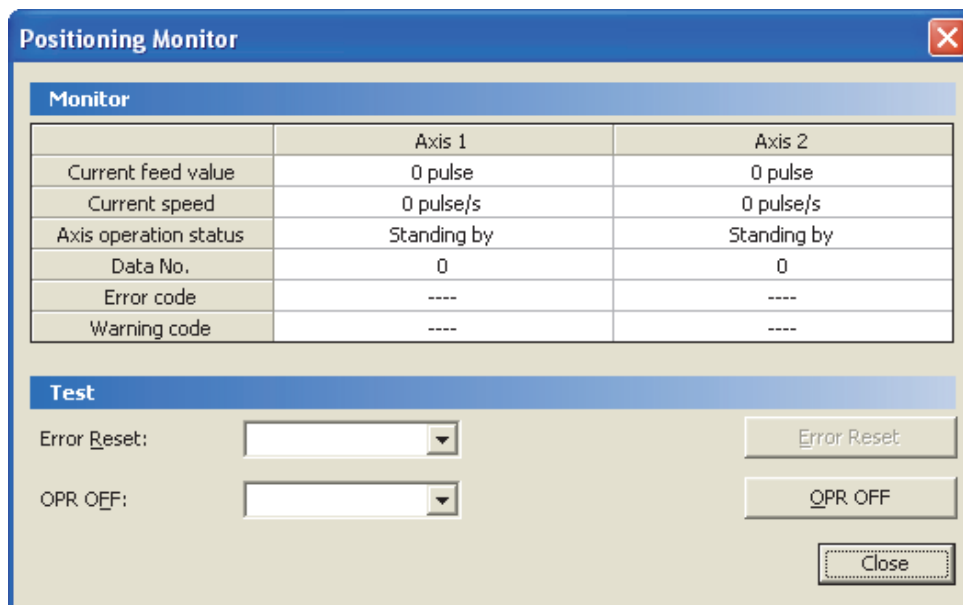 Positioning Monitor
Monitor
Axis 1 Axis 2
Current feed value 0 pulse 0 pulse
Current speed 0 pulse/s 0 pulse/s
Axis operation status Standing by Standing by
Data No. 0 0
Error code ---- ----
Warning code ---- ----
Test
Error Reset: Error Reset
OPR OFF: OPR OFF
Close